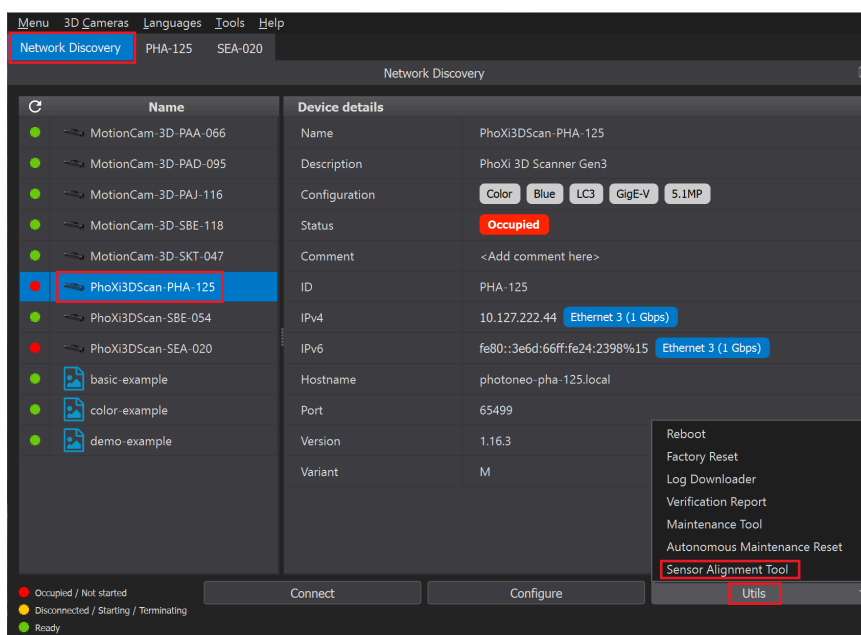 Menu 3D Cameras Languages Tools Help
Network Discovery PHA-125 SEA-020
Network Discovery
Name
MotionCam-3D-PAA-066
MotionCam-3D-PAD-095
MotionCam-3D-PAJ-116
MotionCam-3D-SBE-118
MotionCam-3D-SKT-047
PhoXi3DScan-PHA-125
PhoXi3DScan-SBE-054
PhoXi3DScan-SEA-020
basic-example
color-example
demo-example
Device details
Name PhoXi3DScan-PHA-125
Description PhoXi 3D Scanner Gen3
Configuration Color Blue LC3 GigE-V 5.1MP
Status Occupied
Comment <Add comment here>
ID PHA-125
IPv4 10.127.222.44 Ethernet 3 (1 Gbps)
IPv6 fe80::3e6d:66ff:fe24:2398%15 Ethernet 3 (1 Gbps)
Hostname photoneo-pha-125.local
Port 65499
Version 1.16.3
Variant M
Reboot
Factory Reset
Log Downloader
Verification Report
Maintenance Tool
Autonomous Maintenance Reset
Sensor Alignment Tool
Occupied / Not started
Disconnected / Starting / Terminating
Ready
Connect Configure Utils